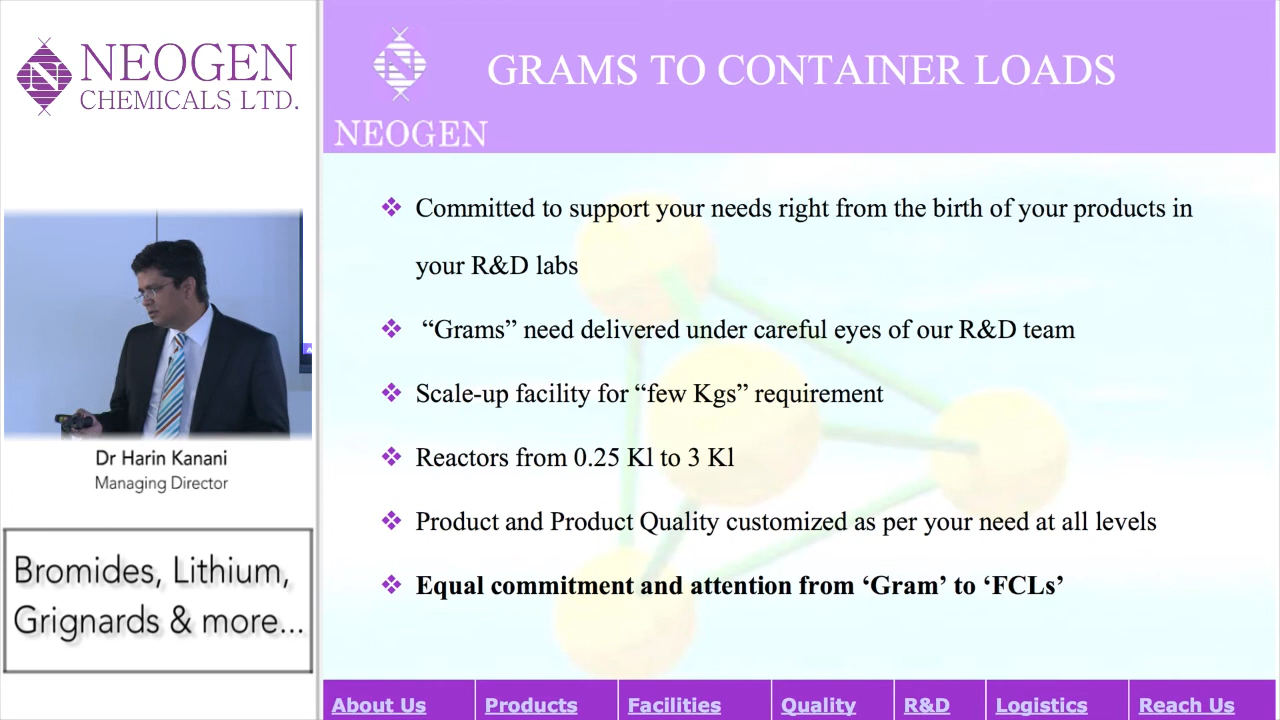 NEOGEN
CHEMICALS LTD.
Dr Harin Kanani
Managing Director
Bromides, Lithium,
Grignards & more...
NEOGEN
GRAMS TO CONTAINER LOADS
Committed to support your needs right from the birth of your products in
your R&D labs
“Grams” need delivered under careful eyes of our R&D team
Scale-up facility for “few Kgs” requirement
Reactors from 0.25 Kl to 3 Kl
Product and Product Quality customized as per your need at all levels
Equal commitment and attention from ‘Gram’ to ‘FCLs’
About Us Products Facilities Quality R&D Logistics Reach Us